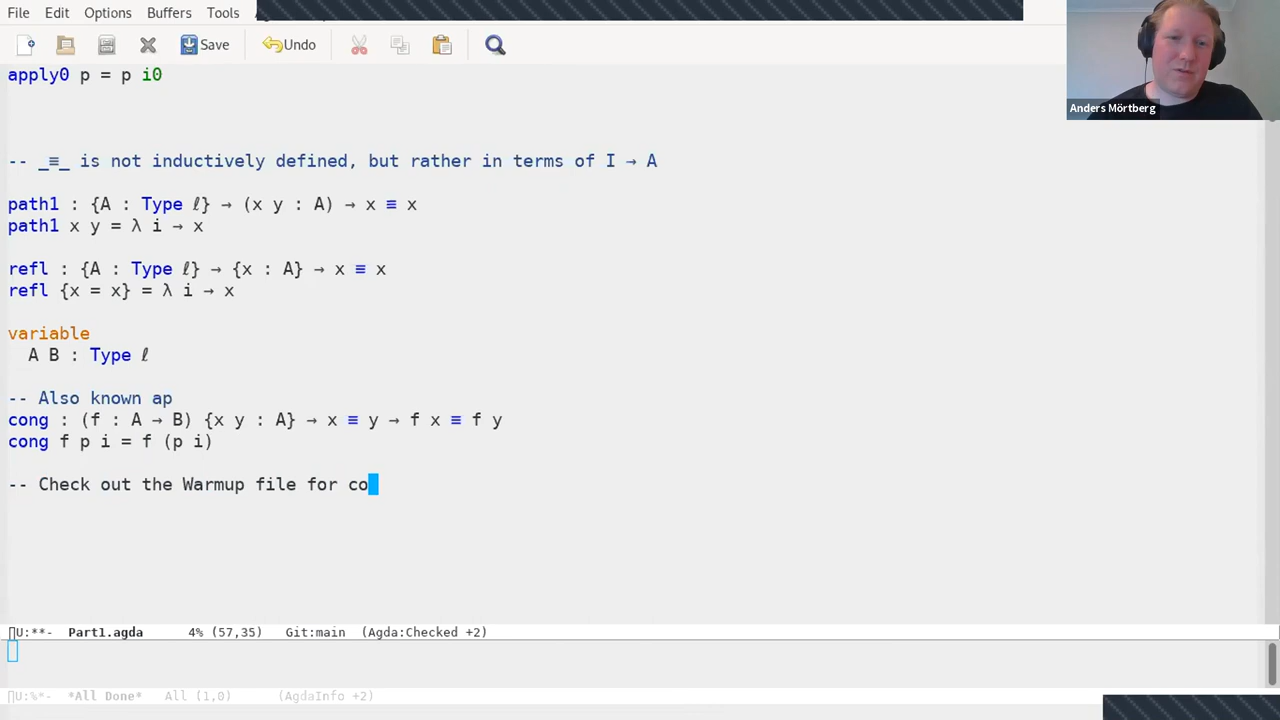 File Edit Options Buffers Tools
Save Undo
apply0 p = p i0
Anders Mörtberg
-- _≡_ is not inductively defined, but rather in terms of I → A
path1 : {A : Type ℓ} → (x y : A) → x ≡ x
path1 x y = λ i → x
refl : {A : Type ℓ} → {x : A} → x ≡ x
refl {x = x} = λ i → x
variable
A B : Type ℓ
-- Also known ap
cong : (f : A → B) {x y : A} → x ≡ y → f x ≡ f y
cong f p i = f (p i)
-- Check out the Warmup file for co
U:**- Part1.agda 4% (57,35) Git:main (Agda:Checked +2)
U:%*- *All Done* All (1,0) (AgdaInfo +2)